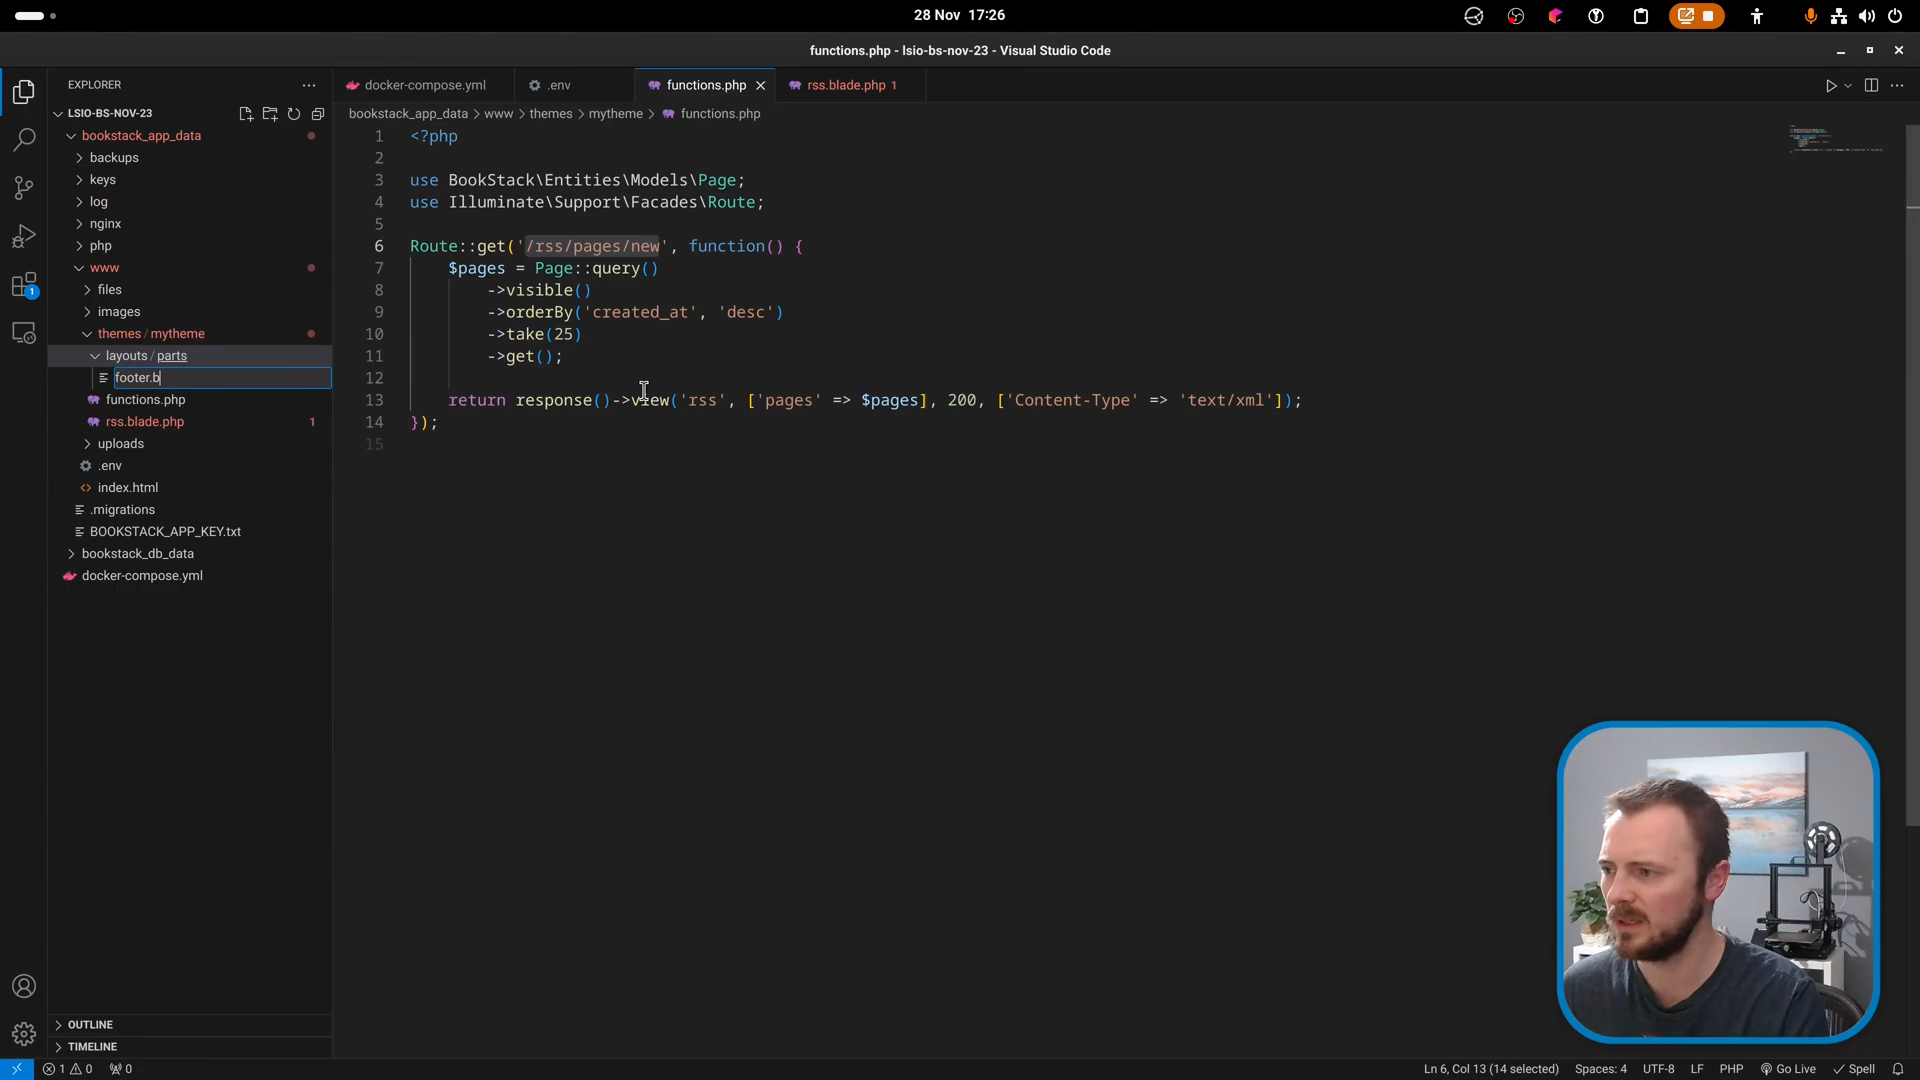 28 Nov 17:26
functions.php - lsio-bs-nov-23 - Visual Studio Code
EXPLORER
docker-compose.yml
.env
functions.php
rss.blade.php 1
LSIO-BS-NOV-23
bookstack_app_data > www > themes > mytheme > functions.php
bookstack_app_data
backups
keys
log
nginx
php
www
files
images
themes / mytheme
layouts / parts
footer.b
functions.php
rss.blade.php 1
uploads
.env
index.html
.migrations
BOOKSTACK_APP_KEY.txt
bookstack_db_data
docker-compose.yml
1 <?php
2
3 use BookStack\Entities\Models\Page;
4 use Illuminate\Support\Facades\Route;
5
6 Route::get('/rss/pages/new', function() {
7 $pages = Page::query()
8 ->visible()
9 ->orderBy('created_at', 'desc')
10 ->take(25)
11 ->get();
12
13 return response()->view('rss', ['pages' => $pages], 200, ['Content-Type' => 'text/xml']);
14 });
15
1
OUTLINE
TIMELINE
1 0 0
Ln 6, Col 13 (14 selected) Spaces: 4 UTF-8 LF PHP Go Live Spell